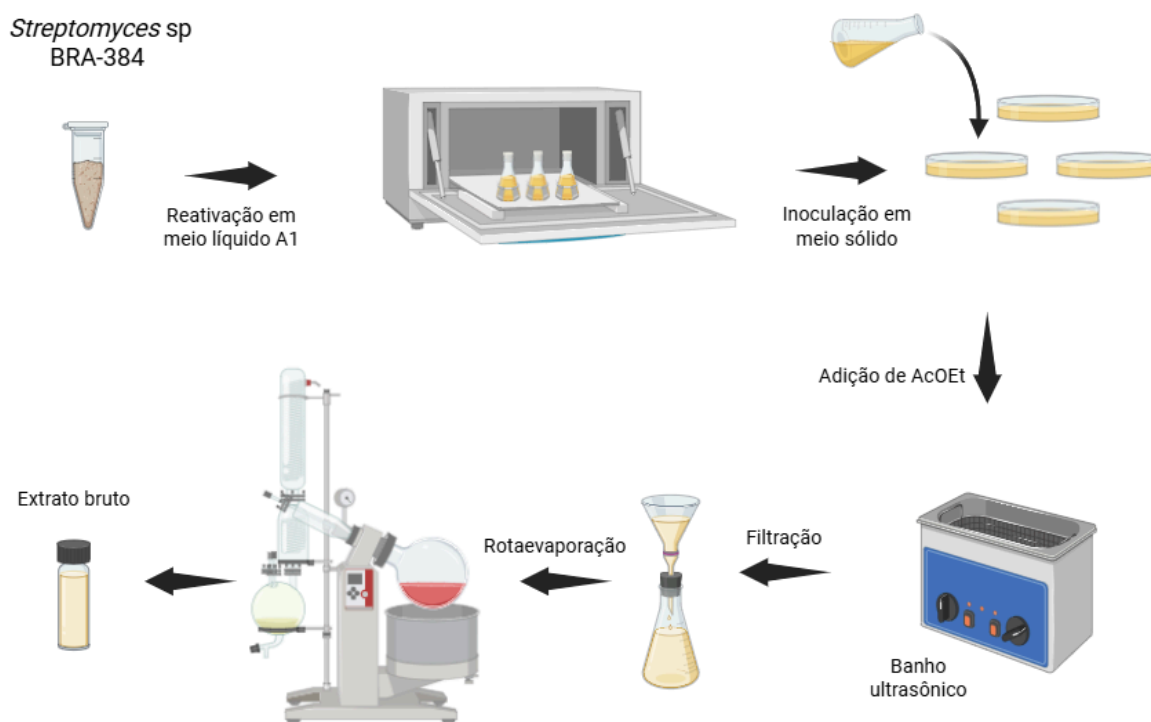 Streptomyces sp
BRA-384
Reativação em
meio líquido A1
Inoculação em
meio sólido
Adição de AcOEt
Banho
ultrasônico
Filtração
Rotaevaporação
Extrato bruto